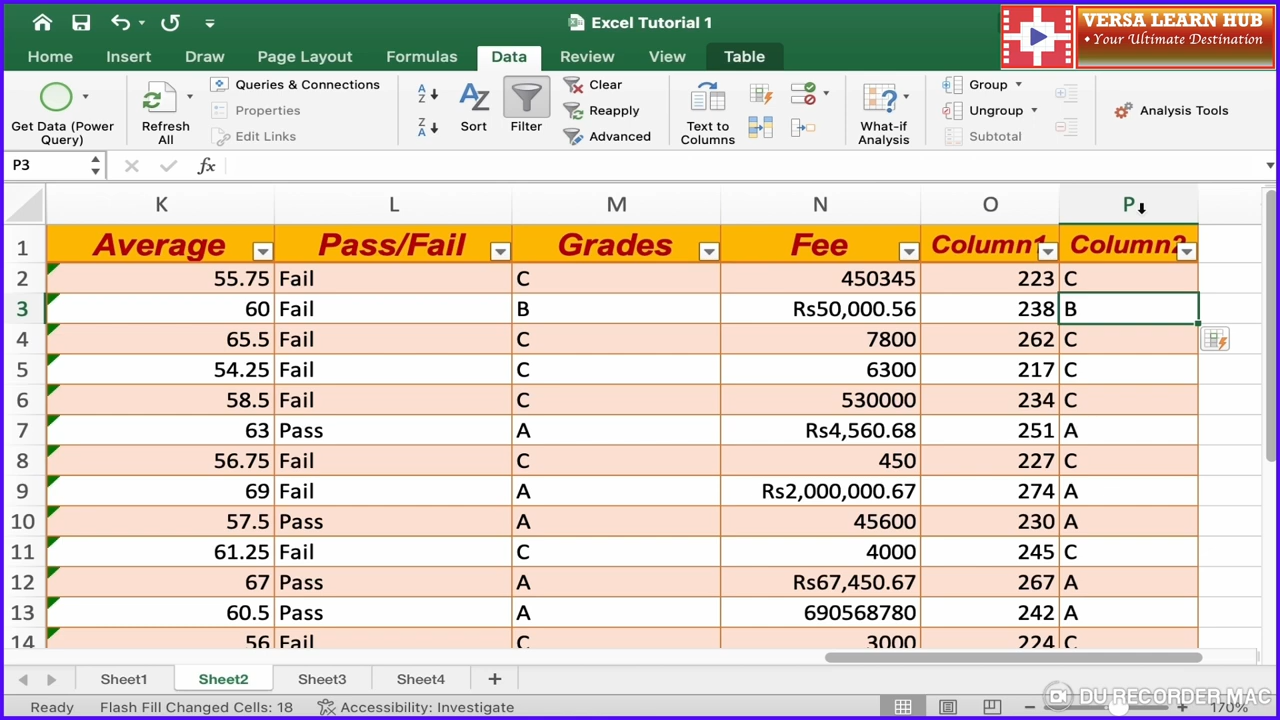 Excel Tutorial 1
VERSA LEARN HUB
• Your Ultimate Destination
Home Insert Draw Page Layout Formulas Data Review View Table
Get Data (Power Query)
Refresh All
Queries & Connections
Properties
Edit Links
Sort
Filter
Clear
Reapply
Advanced
Text to Columns
What-if Analysis
Group
Ungroup
Subtotal
Analysis Tools
P3 fx
K L M N O P
1 Average Pass/Fail Grades Fee Column1 Column2
2 55.75 Fail C 450345 223 C
3 60 Fail B Rs50,000.56 238 B
4 65.5 Fail C 7800 262 C
5 54.25 Fail C 6300 217 C
6 58.5 Fail C 530000 234 C
7 63 Pass A Rs4,560.68 251 A
8 56.75 Fail C 450 227 C
9 69 Fail A Rs2,000,000.67 274 A
10 57.5 Pass A 45600 230 A
11 61.25 Fail C 4000 245 C
12 67 Pass A Rs67,450.67 267 A
13 60.5 Pass A 690568780 242 A
14 56 Fail C 3000 224 C
Sheet1 Sheet2 Sheet3 Sheet4 +
Ready Flash Fill Changed Cells: 18 Accessibility: Investigate 170%
DU RECORDER MAC